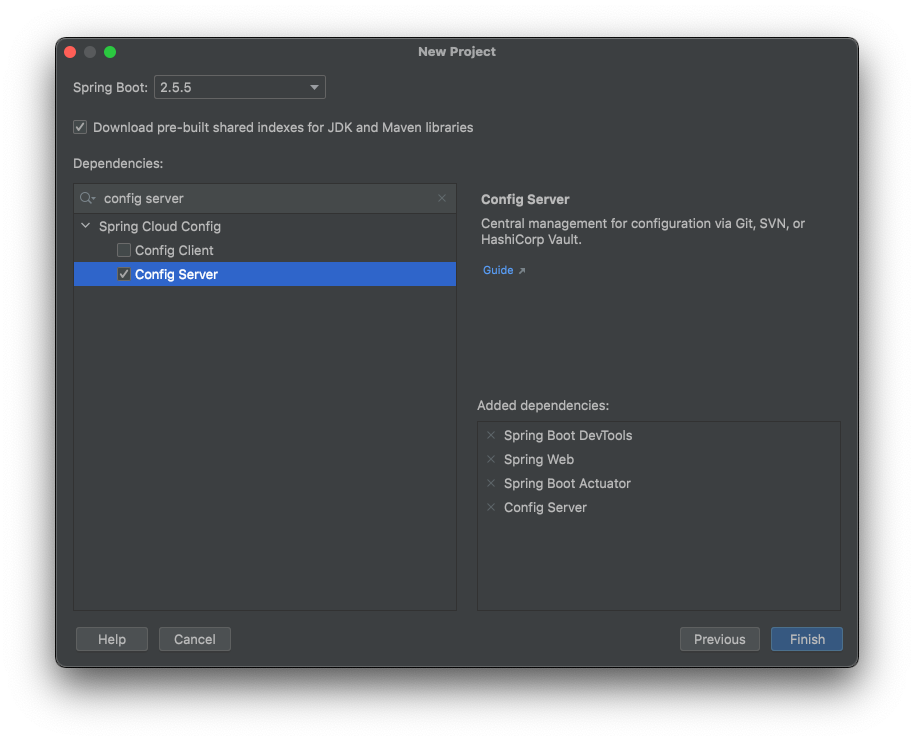 New Project
Spring Boot: 2.5.5
Download pre-built shared indexes for JDK and Maven libraries
Dependencies:
config server
Spring Cloud Config
Config Client
Config Server
Config Server
Central management for configuration via Git, SVN, or
HashiCorp Vault.
Guide
Added dependencies:
Spring Boot DevTools
Spring Web
Spring Boot Actuator
Config Server
Help
Cancel
Previous
Finish